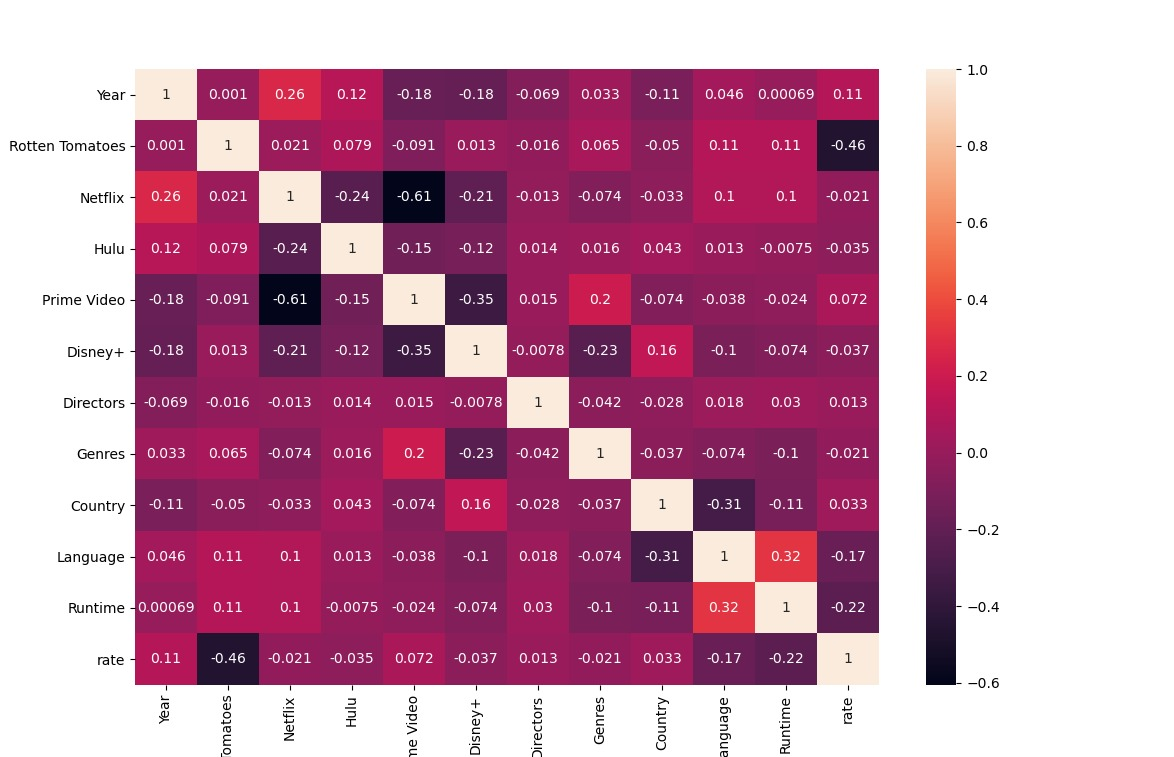 Year 1 0.001 0.26 0.12 -0.18 -0.18 -0.069 0.033 -0.11 0.046 0.00069 0.11
Rotten Tomatoes 0.001 1 0.021 0.079 -0.091 0.013 -0.016 0.065 -0.05 0.11 0.11 -0.46
Netflix 0.26 0.021 1 -0.24 -0.61 -0.21 -0.013 -0.074 -0.033 0.1 0.1 -0.021
Hulu 0.12 0.079 -0.24 1 -0.15 -0.12 0.014 0.016 0.043 0.013 -0.0075 -0.035
Prime Video -0.18 -0.091 -0.61 -0.15 1 -0.35 0.015 0.2 -0.074 -0.038 -0.024 0.072
Disney+ -0.18 0.013 -0.21 -0.12 -0.35 1 -0.0078 -0.23 0.16 -0.1 -0.074 -0.037
Directors -0.069 -0.016 -0.013 0.014 0.015 -0.0078 1 -0.042 -0.028 0.018 0.03 0.013
Genres 0.033 0.065 -0.074 0.016 0.2 -0.23 -0.042 1 -0.037 -0.074 -0.1 -0.021
Country -0.11 -0.05 -0.033 0.043 -0.074 0.16 -0.028 -0.037 1 -0.31 -0.11 0.033
Language 0.046 0.11 0.1 0.013 -0.038 -0.1 0.018 -0.074 -0.31 1 0.32 -0.17
Runtime 0.00069 0.11 0.1 -0.0075 -0.024 -0.074 0.03 -0.1 -0.11 0.32 1 -0.22
rate 0.11 -0.46 -0.021 -0.035 0.072 -0.037 0.013 -0.021 0.033 -0.17 -0.22 1
Year
Tomatoes
Netflix
Hulu
me Video
Disney+
Directors
Genres
Country
anguage
Runtime
rate
1.0
0.8
0.6
0.4
0.2
0.0
−0.2
−0.4
−0.6